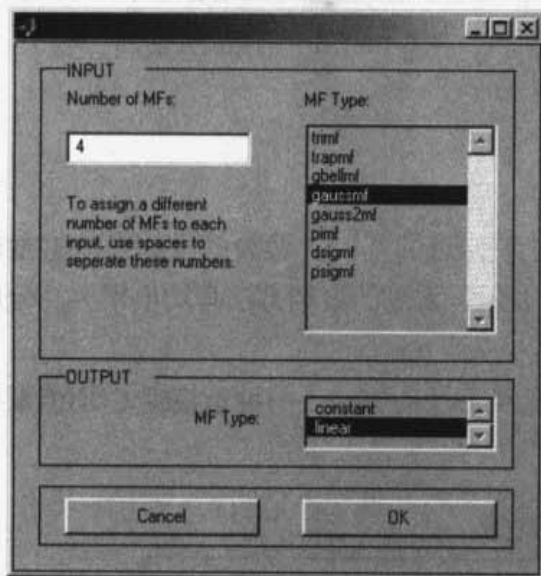 INPUT
Number of MFs:
4
To assign a different
number of MFs to each
input, use spaces to
seperate these numbers.
MF Type:
trimf
trapmf
gbellmf
gaussmf
gauss2mf
pimf
dsigmf
psigmf
OUTPUT
MF Type:
constant
linear
Cancel
OK